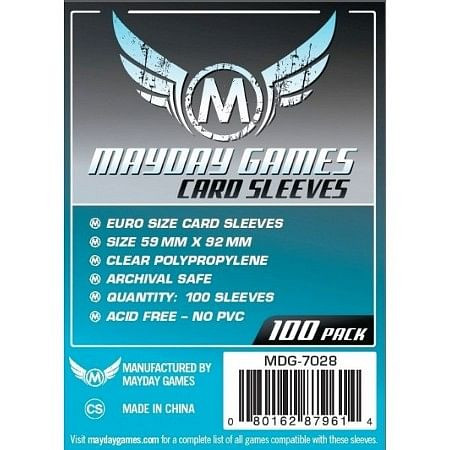 M
MAYDAY GAMES
CARD SLEEVES
EURO SIZE CARD SLEEVES
SIZE 59 MM X 92 MM
CLEAR POLYPROPYLENE
ARCHIVAL SAFE
QUANTITY: 100 SLEEVES
ACID FREE – NO PVC
100 PACK
M
MANUFACTURED BY
MAYDAY GAMES
CS
MADE IN CHINA
MDG-7028
0 80162 87961 4
Visit maydaygames.com for a complete list of all games compatible with these sleeves.